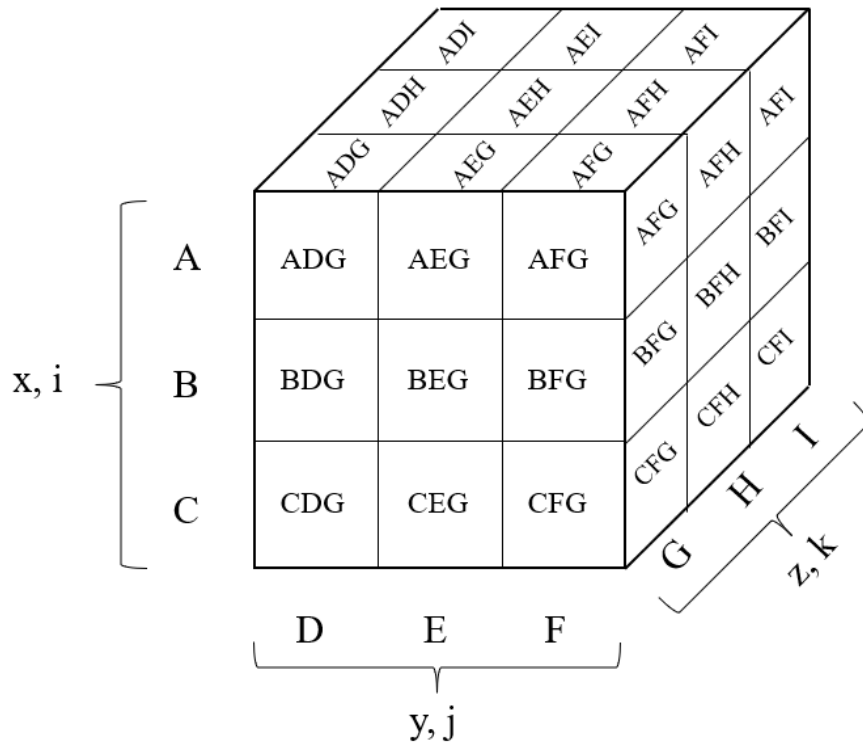 ADI AEI AFI
ADH AEH AFH
ADG AEG AFG
A ADG AEG AFG AFG AFH AFI
x, i B BDG BEG BFG BFG BFH BFI
C CDG CEG CFG CFG CFH CFI
G H I
z, k
D E F
y, j